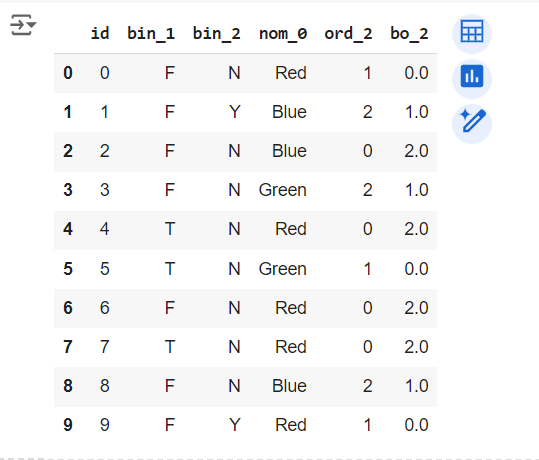 id bin_1 bin_2 nom_0 ord_2 bo_2
0 0 F N Red 1 0.0
1 1 F Y Blue 2 1.0
2 2 F N Blue 0 2.0
3 3 F N Green 2 1.0
4 4 T N Red 0 2.0
5 5 T N Green 1 0.0
6 6 F N Red 0 2.0
7 7 T N Red 0 2.0
8 8 F N Blue 2 1.0
9 9 F Y Red 1 0.0